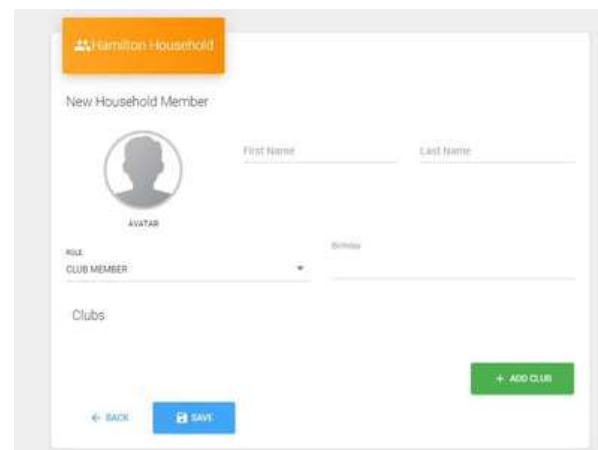 Hamilton Household
New Household Member
First Name Last Name
AVATAR
ROLE Birthday
CLUB MEMBER
Clubs
+ ADD CLUB
← BACK SAVE